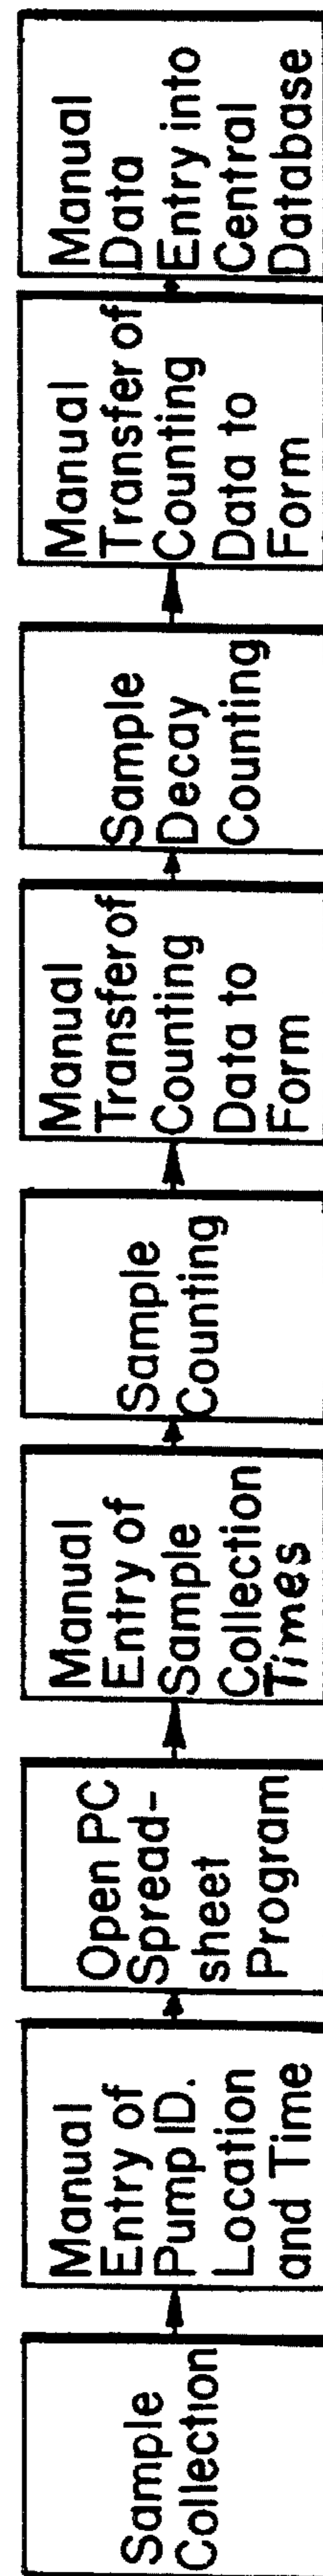 Sample
Collection
Manual
Entry of
Pump ID.
Location
and Time
Open PC
Spread-
sheet
Program
Manual
Entry of
Sample
Collection
Times
Sample
Counting
Manual
Transfer of
Counting
Data to
Form
Sample
Decay
Counting
Manual
Transfer of
Counting
Data to
Form
Manual
Data
Entry into
Central
Database